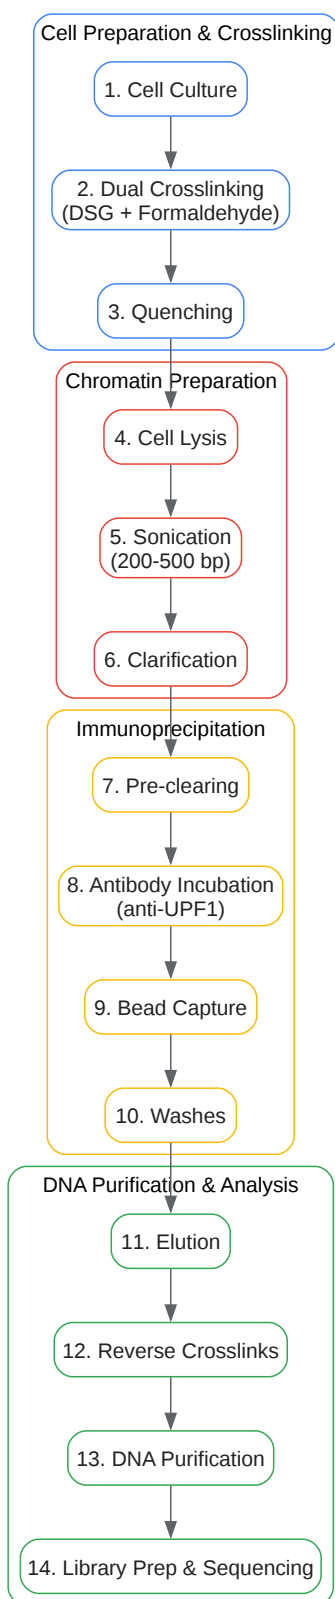 Cell Preparation & Crosslinking
1. Cell Culture
2. Dual Crosslinking
(DSG + Formaldehyde)
3. Quenching
Chromatin Preparation
4. Cell Lysis
5. Sonication
(200-500 bp)
6. Clarification
Immunoprecipitation
7. Pre-clearing
8. Antibody Incubation
(anti-UPF1)
9. Bead Capture
10. Washes
DNA Purification & Analysis
11. Elution
12. Reverse Crosslinks
13. DNA Purification
14. Library Prep & Sequencing